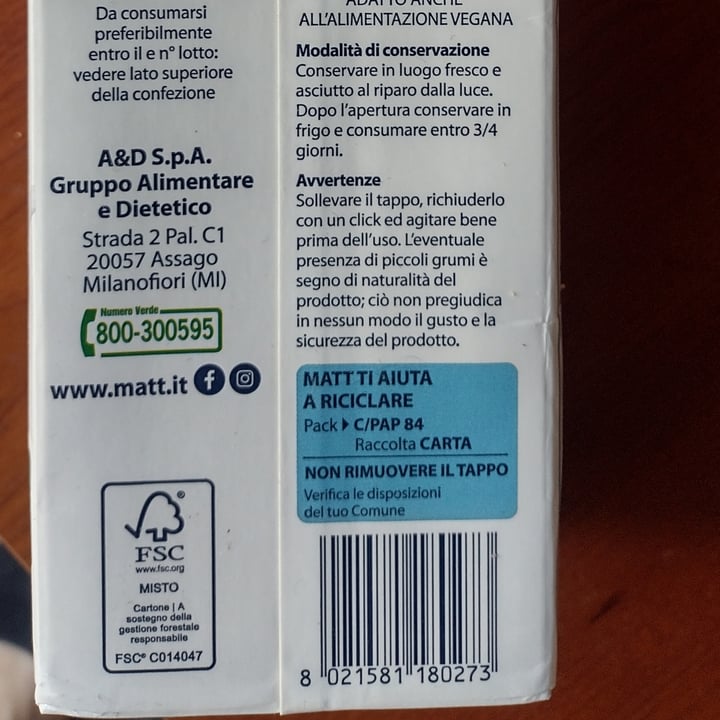 Da consumarsi
preferibilmente
entro il e n° lotto:
vedere lato superiore
della confezione
A&D S.p.A.
Gruppo Alimentare
e Dietetico
Strada 2 Pal. C1
20057 Assago
Milanofiori (MI)
Numero Verde
800-300595
www.matt.it
FSC
www.fsc.org
MISTO
Cartone | A
sostegno della
gestione forestale
responsabile
FSC® C014047
ADATTO ANCHE
ALL'ALIMENTAZIONE VEGANA
Modalità di conservazione
Conservare in luogo fresco e
asciutto al riparo dalla luce.
Dopo l'apertura conservare in
frigo e consumare entro 3/4
giorni.
Avvertenze
Sollevare il tappo, richiuderlo
con un click ed agitare bene
prima dell'uso. L'eventuale
presenza di piccoli grumi è
segno di naturalità del
prodotto; ciò non pregiudica
in nessun modo il gusto e la
sicurezza del prodotto.
MATT TI AIUTA
A RICICLARE
Pack C/PAP 84
Raccolta CARTA
NON RIMUOVERE IL TAPPO
Verifica le disposizioni
del tuo Comune
8 021581 180273